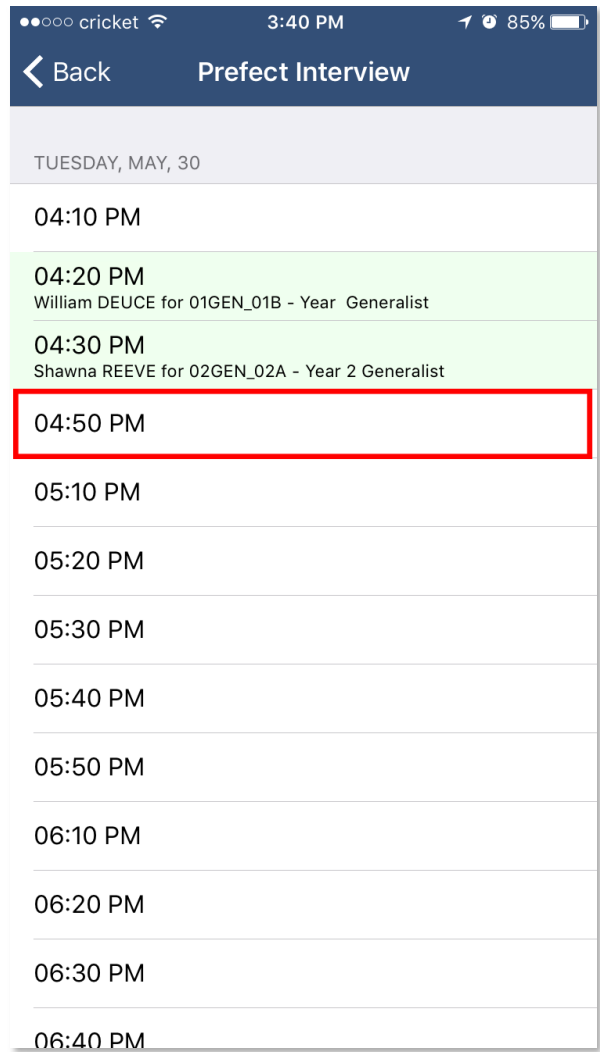 cricket 3:40 PM 85%
Back Prefect Interview
TUESDAY, MAY, 30
04:10 PM
04:20 PM
William DEUCE for 01GEN_01B - Year  Generalist
04:30 PM
Shawna REEVE for 02GEN_02A - Year 2 Generalist
04:50 PM
05:10 PM
05:20 PM
05:30 PM
05:40 PM
05:50 PM
06:10 PM
06:20 PM
06:30 PM
06:40 PM